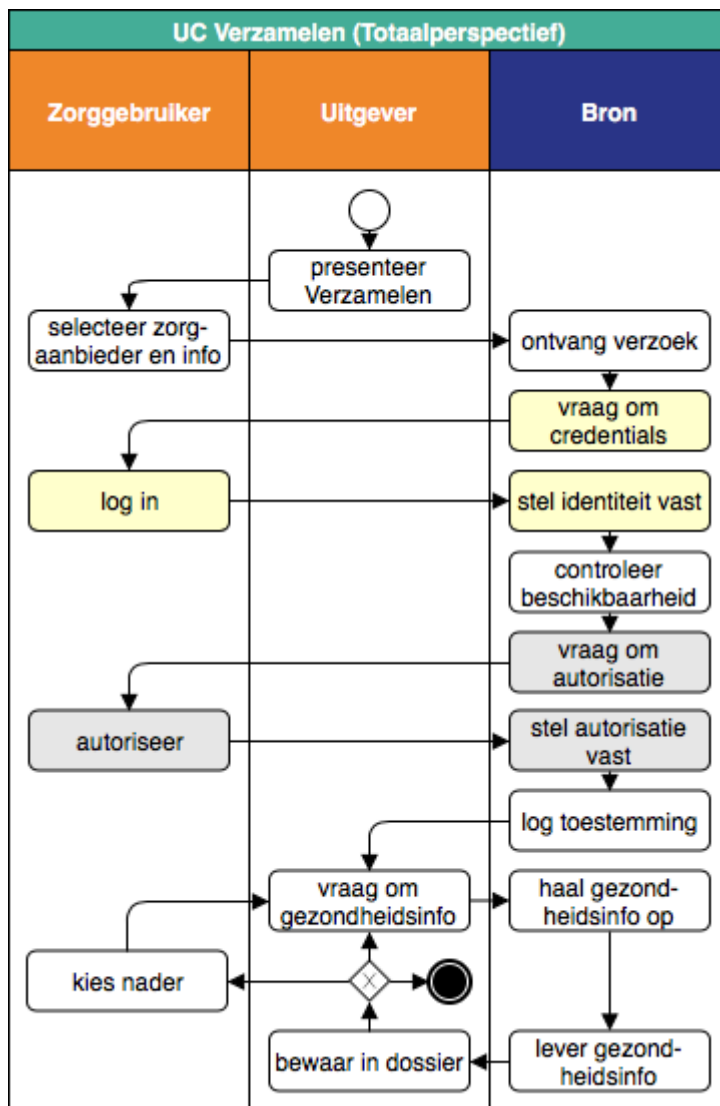 UC Verzamelen (Totaalperspectief)
Zorggebruiker
Uitgever
Bron
presenteer
Verzamelen
selecteer zorg-
aanbieder en info
ontvang verzoek
vraag om
credentials
log in
stel identiteit vast
controleer
beschikbaarheid
vraag om
autorisatie
autoriseer
stel autorisatie
vast
log toestemming
vraag om
gezondheidsinfo
haal gezond-
heidsinfo op
kies nader
X
bewaar in dossier
lever gezond-
heidsinfo